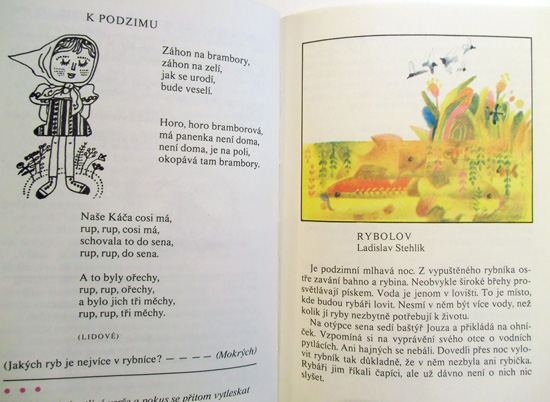 K PODZIMU
Záhon na brambory,
záhon na zelí,
jak se urodí,
bude veselí.
Horo, horo bramborová,
má panenka není doma,
není doma, je na poli,
okopává tam brambory.
Naše Káča cosi má,
rup, rup, cosi má,
schovala to do sena,
rup, rup, do sena.
A to byly ořechy,
rup, rup, ořechy,
a bylo jich tři měchy,
rup, rup, tři měchy.
(LIDOVÉ)
(Jakých ryb je nejvíce v rybníce? – – – – (Mokrých)
verše a pokus se přitom vytleskat
RYBOLOV
Ladislav Stehlík
Je podzimní mlhavá noc. Z vypuštěného rybníka os-
tře zavání bahno a rybina. Neobvykle široké břehy pro-
světlávají pískem. Voda je jenom v lovišti. To je místo,
kde budou rybáři lovit. Nesmí v něm být více vody, než
kolik jí ryby nezbytně potřebují k životu.
Na otýpce sena sedí baštýř Jouza a přikládá na ohní-
ček. Vzpomíná si na vyprávění svého otce o vodních
pytlácích. Ani hajných se nebáli. Dovedli přes noc vylo-
vit rybník tak důkladně, že v něm nezbyla ani rybička.
Rybáři jim říkali čapíci, ale už dávno není o nich nic
slyšet.